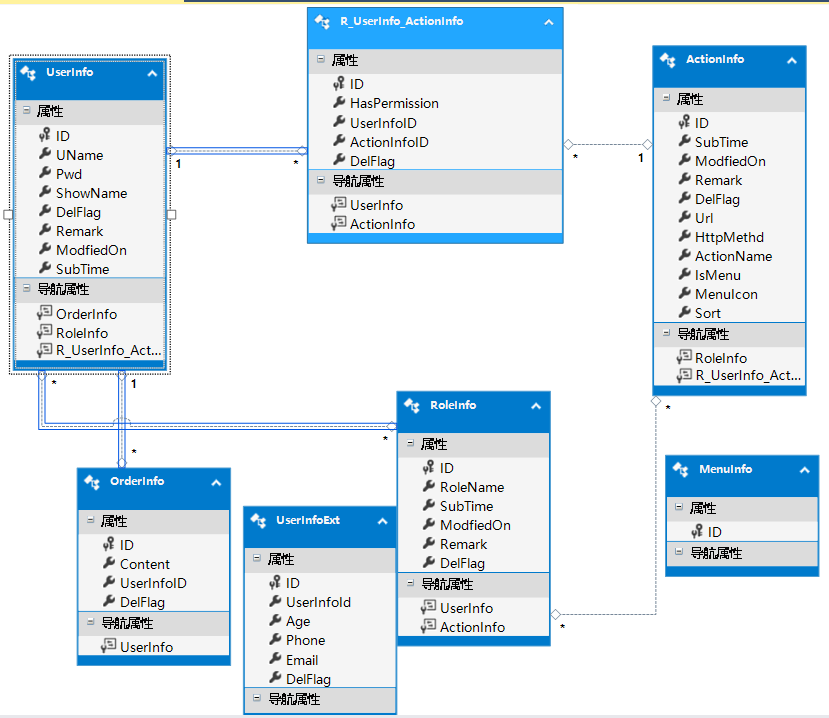 UserInfo
属性
ID
UName
Pwd
ShowName
DelFlag
Remark
ModfiedOn
SubTime
导航属性
OrderInfo
RoleInfo
R_UserInfo_Act...
R_UserInfo_ActionInfo
属性
ID
HasPermission
UserInfoID
ActionInfoID
DelFlag
导航属性
UserInfo
ActionInfo
ActionInfo
属性
ID
SubTime
ModfiedOn
Remark
DelFlag
Url
HttpMethd
ActionName
IsMenu
MenuIcon
Sort
导航属性
RoleInfo
R_UserInfo_Act...
1
*
*
1
*
1
*
*
*
*
OrderInfo
属性
ID
Content
UserInfoID
DelFlag
导航属性
UserInfo
UserInfoExt
属性
ID
UserInfoId
Age
Phone
Email
DelFlag
导航属性
RoleInfo
属性
ID
RoleName
SubTime
ModfiedOn
Remark
DelFlag
导航属性
UserInfo
ActionInfo
MenuInfo
属性
ID
导航属性